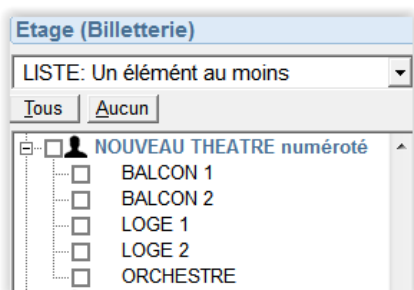 Etage (Billetterie)
LISTE: Un élémént au moins
Tous Aucun
NOUVEAU THEATRE numéroté
BALCON 1
BALCON 2
LOGE 1
LOGE 2
ORCHESTRE